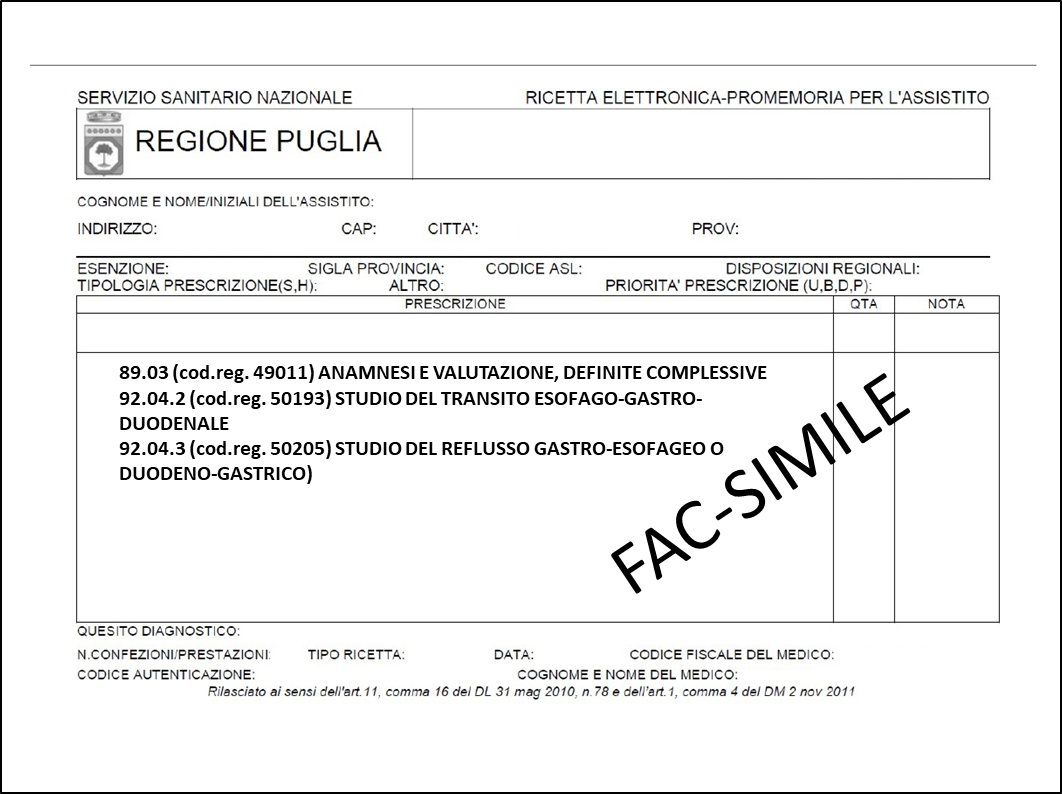 SERVIZIO SANITARIO NAZIONALE RICETTA ELETTRONICA-PROMEMORIA PER L'ASSISTITO
REGIONE PUGLIA
COGNOME E NOME/INIZIALI DELL'ASSISTITO:
INDIRIZZO: CAP: CITTA': PROV:
ESENZIONE: SIGLA PROVINCIA: CODICE ASL: DISPOSIZIONI REGIONALI:
TIPOLOGIA PRESCRIZIONE(S,H): ALTRO: PRIORITA' PRESCRIZIONE (U,B,D,P):
PRESCRIZIONE QTA NOTA
89.03 (cod.reg. 49011) ANAMNESI E VALUTAZIONE, DEFINITE COMPLESSIVE
92.04.2 (cod.reg. 50193) STUDIO DEL TRANSITO ESOFAGO-GASTRO-
DUODENALE
92.04.3 (cod.reg. 50205) STUDIO DEL REFLUSSO GASTRO-ESOFAGEO O
DUODENO-GASTRICO)
FAC-SIMILE
QUESITO DIAGNOSTICO:
N.CONFEZIONI/PRESTAZIONI: TIPO RICETTA: DATA: CODICE FISCALE DEL MEDICO:
CODICE AUTENTICAZIONE: COGNOME E NOME DEL MEDICO:
Rilasciato ai sensi dell'art.11, comma 16 del DL 31 mag 2010, n.78 e dell'art.1, comma 4 del DM 2 nov 2011